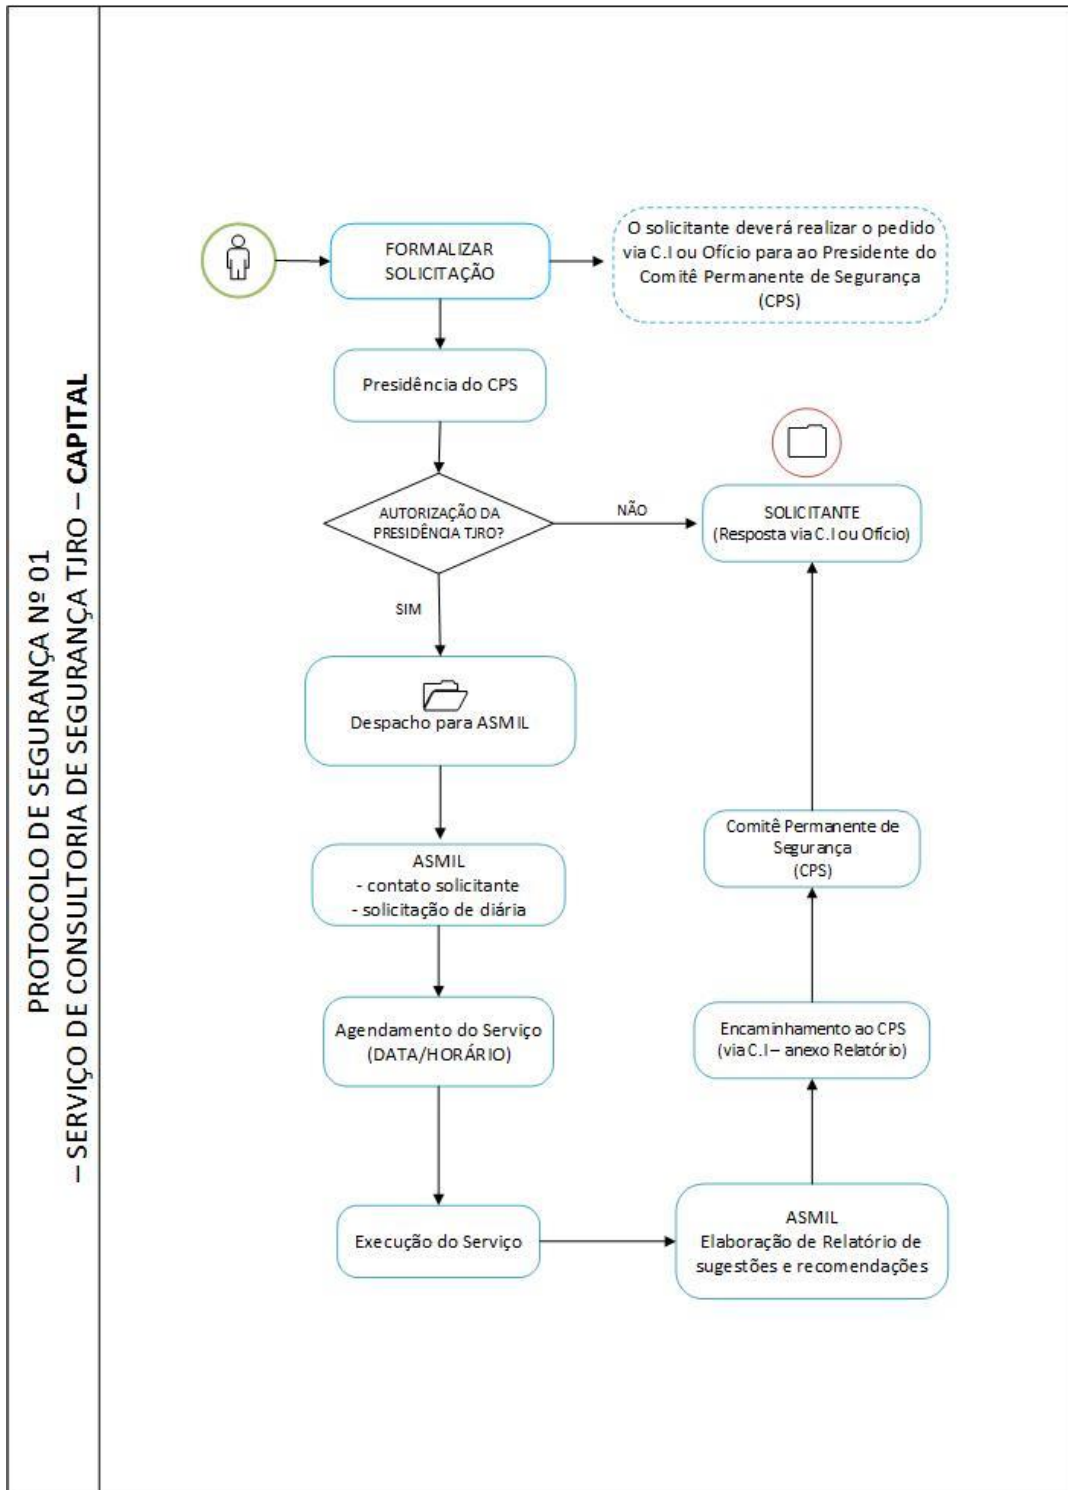 PROTOCOLO DE SEGURANÇA Nº 01
– SERVIÇO DE CONSULTORIA DE SEGURANÇA TJRO – CAPITAL
FORMALIZAR
SOLICITAÇÃO
O solicitante deverá realizar o pedido
via C.I ou Ofício para ao Presidente do
Comitê Permanente de Segurança
(CPS)
Presidência do CPS
AUTORIZAÇÃO DA
PRESIDÊNCIA TJRO?
NÃO
SOLICITANTE
(Resposta via C.I ou Ofício)
SIM
Despacho para ASMIL
ASMIL
- contato solicitante
- solicitação de diária
Agendamento do Serviço
(DATA/HORÁRIO)
Execução do Serviço
ASMIL
Elaboração de Relatório de
sugestões e recomendações
Encaminhamento ao CPS
(via C.I – anexo Relatório)
Comitê Permanente de
Segurança
(CPS)